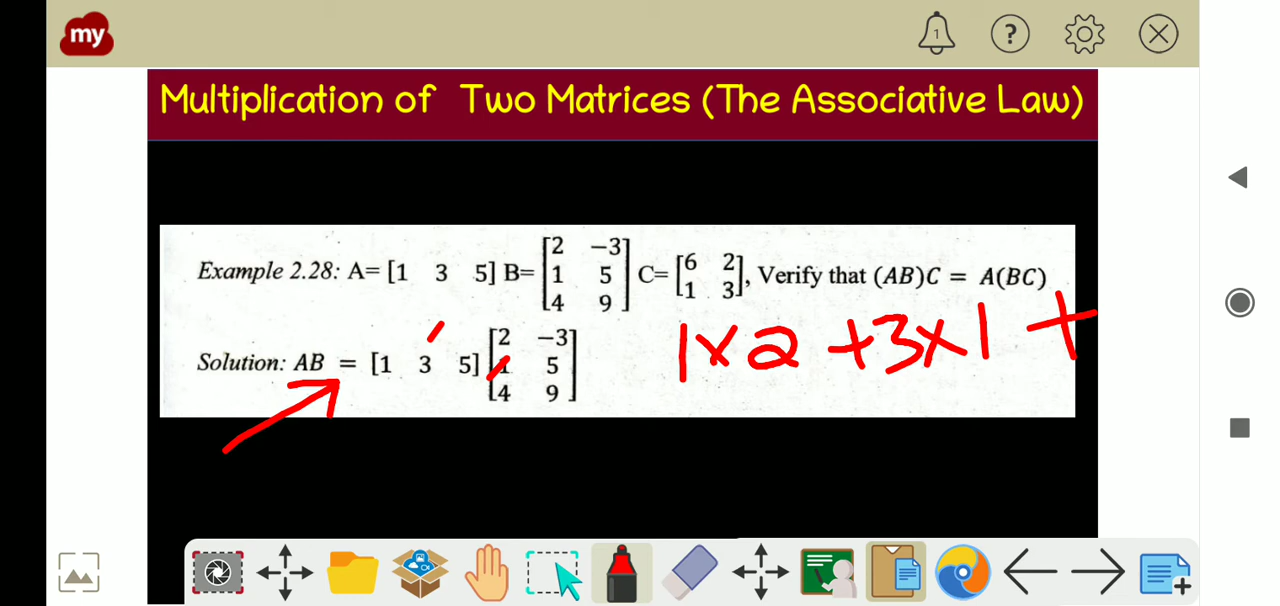 my
1
?
Multiplication of Two Matrices (The Associative Law)
Example 2.28: A= [1 3 5] B= [2 -3
1 5
4 9] C= [6 2
1 3], Verify that (AB)C = A(BC)
Solution: AB = [1 3 5] [2 -3
1 5
4 9]
1×2 +3×1 +